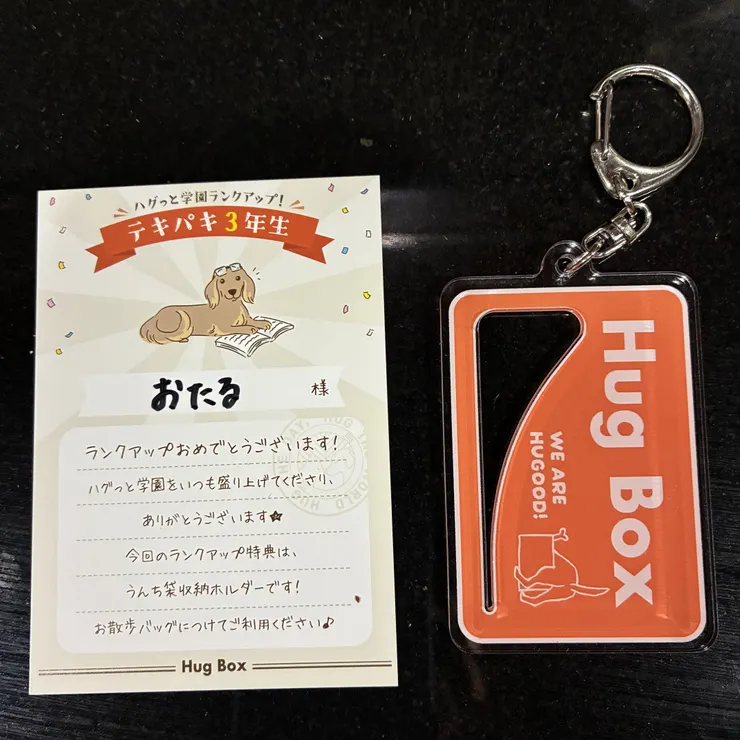 ハグっと学園ランクアップ!
テキパキ3年生
おたる 様
ランクアップおめでとうございます!
ハグっと学園をいつも盛り上げてくださり、
ありがとうございます★
今回のランクアップ特典は、
うんち袋収納ホルダーです!
お散歩バッグにつけてご利用ください♪
Hug Box
Hug Box
WE ARE
HUGOOD!